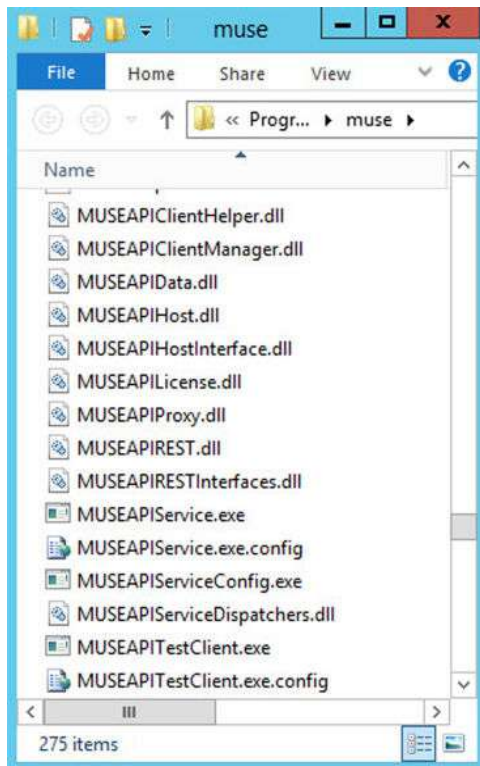 muse
File Home Share View
« Progr... muse
Name
MUSEAPIClientHelper.dll
MUSEAPIClientManager.dll
MUSEAPIData.dll
MUSEAPIHost.dll
MUSEAPIHostInterface.dll
MUSEAPILicense.dll
MUSEAPIProxy.dll
MUSEAPIREST.dll
MUSEAPIRESTInterfaces.dll
MUSEAPIService.exe
MUSEAPIService.exe.config
MUSEAPIServiceConfig.exe
MUSEAPIServiceDispatchers.dll
MUSEAPITestClient.exe
MUSEAPITestClient.exe.config
275 items